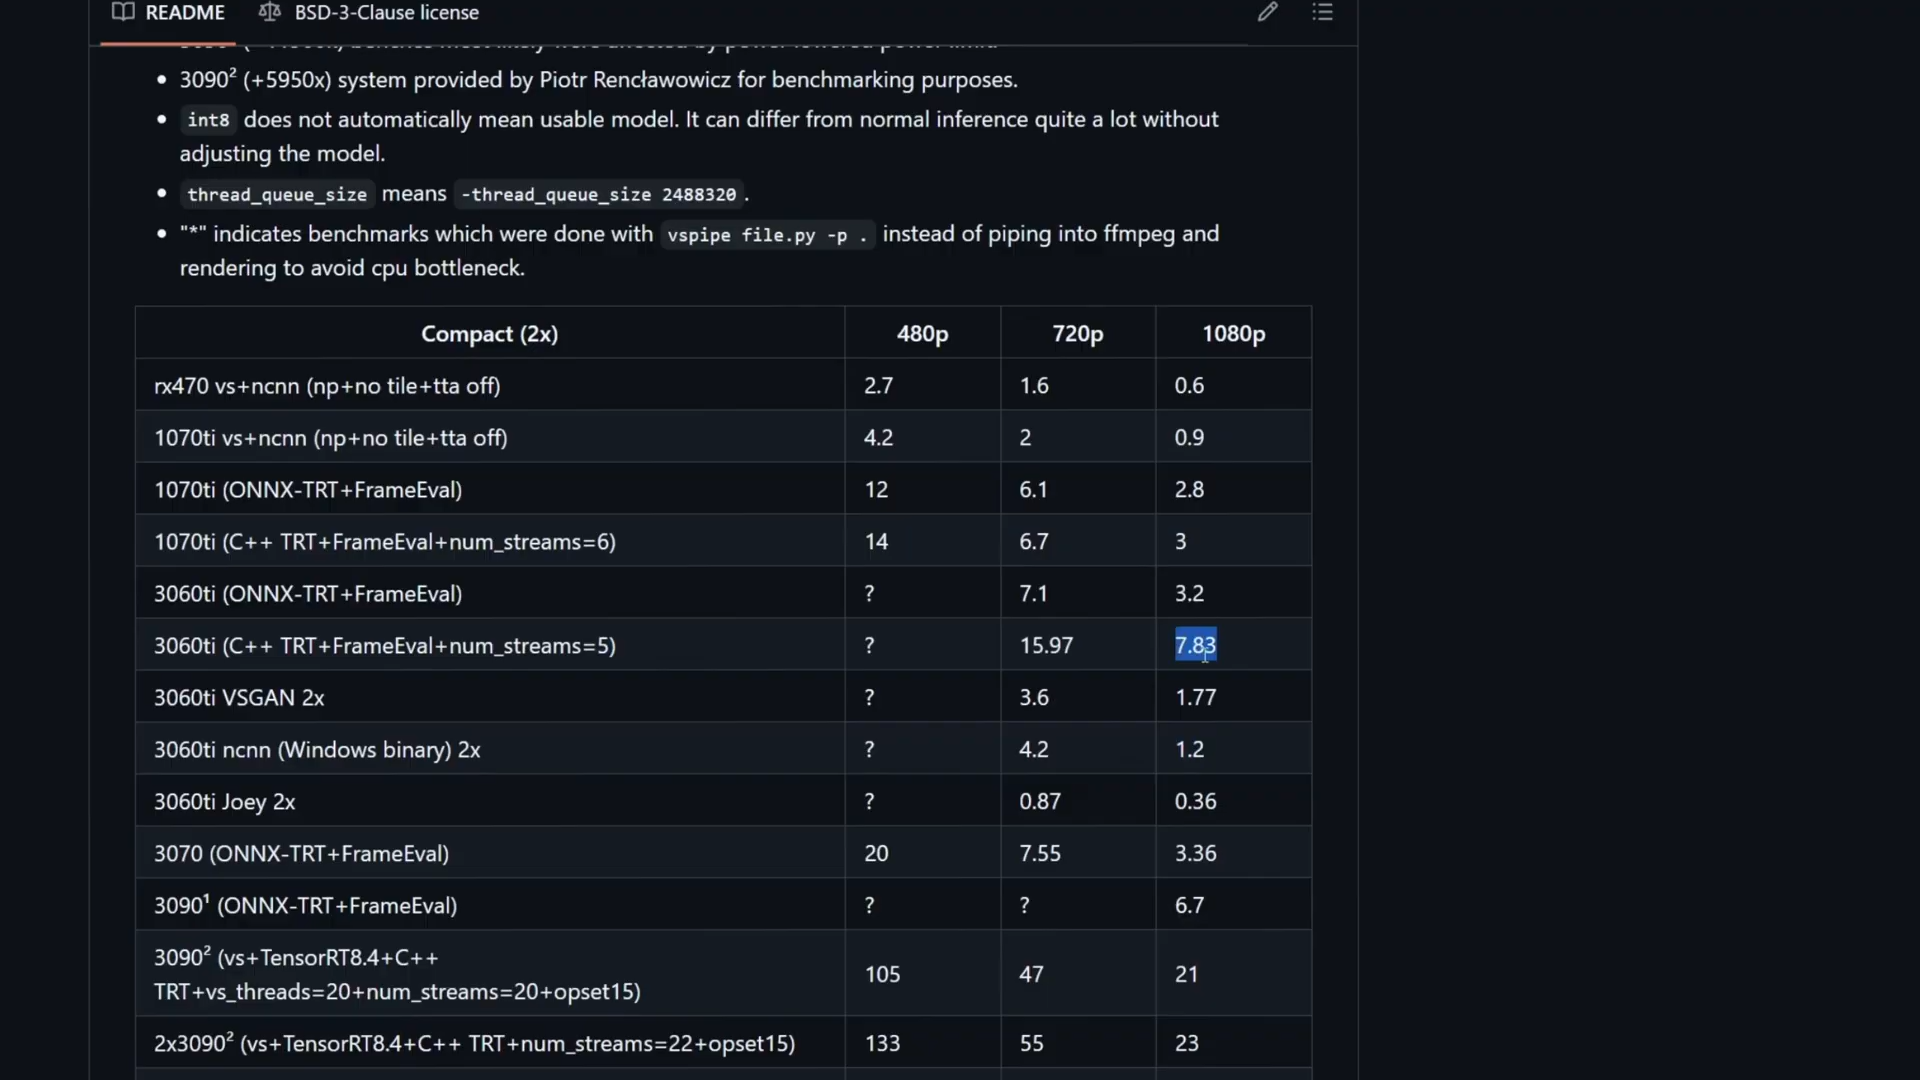 README
BSD-3-Clause license
3090² (+5950x) system provided by Piotr Rencławowicz for benchmarking purposes.
int8 does not automatically mean usable model. It can differ from normal inference quite a lot without
adjusting the model.
thread_queue_size means -thread_queue_size 2488320.
"*" indicates benchmarks which were done with vspipe file.py -p . instead of piping into ffmpeg and
rendering to avoid cpu bottleneck.
Compact (2x) 480p 720p 1080p
rx470 vs+ncnn (np+no tile+tta off) 2.7 1.6 0.6
1070ti vs+ncnn (np+no tile+tta off) 4.2 2 0.9
1070ti (ONNX-TRT+FrameEval) 12 6.1 2.8
1070ti (C++ TRT+FrameEval+num_streams=6) 14 6.7 3
3060ti (ONNX-TRT+FrameEval) ? 7.1 3.2
3060ti (C++ TRT+FrameEval+num_streams=5) ? 15.97 7.83
3060ti VSGAN 2x ? 3.6 1.77
3060ti ncnn (Windows binary) 2x ? 4.2 1.2
3060ti Joey 2x ? 0.87 0.36
3070 (ONNX-TRT+FrameEval) 20 7.55 3.36
3090¹ (ONNX-TRT+FrameEval) ? ? 6.7
3090² (vs+TensorRT8.4+C++
TRT+vs_threads=20+num_streams=20+opset15) 105 47 21
2x3090² (vs+TensorRT8.4+C++ TRT+num_streams=22+opset15) 133 55 23